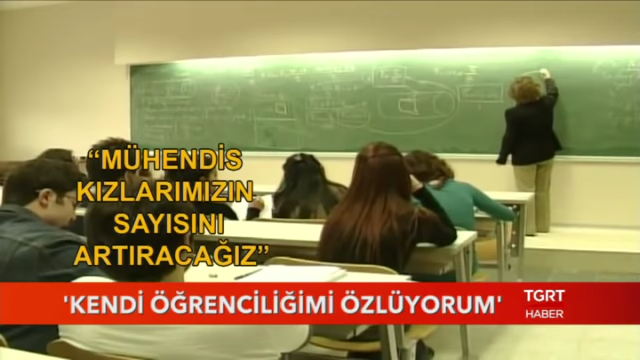 “MÜHENDİS
KIZLARIMIZIN
SAYISINI
ARTIRACAĞIZ”
'KENDİ ÖĞRENCİLİĞİMİ ÖZLÜYORUM'
TGRT
HABER